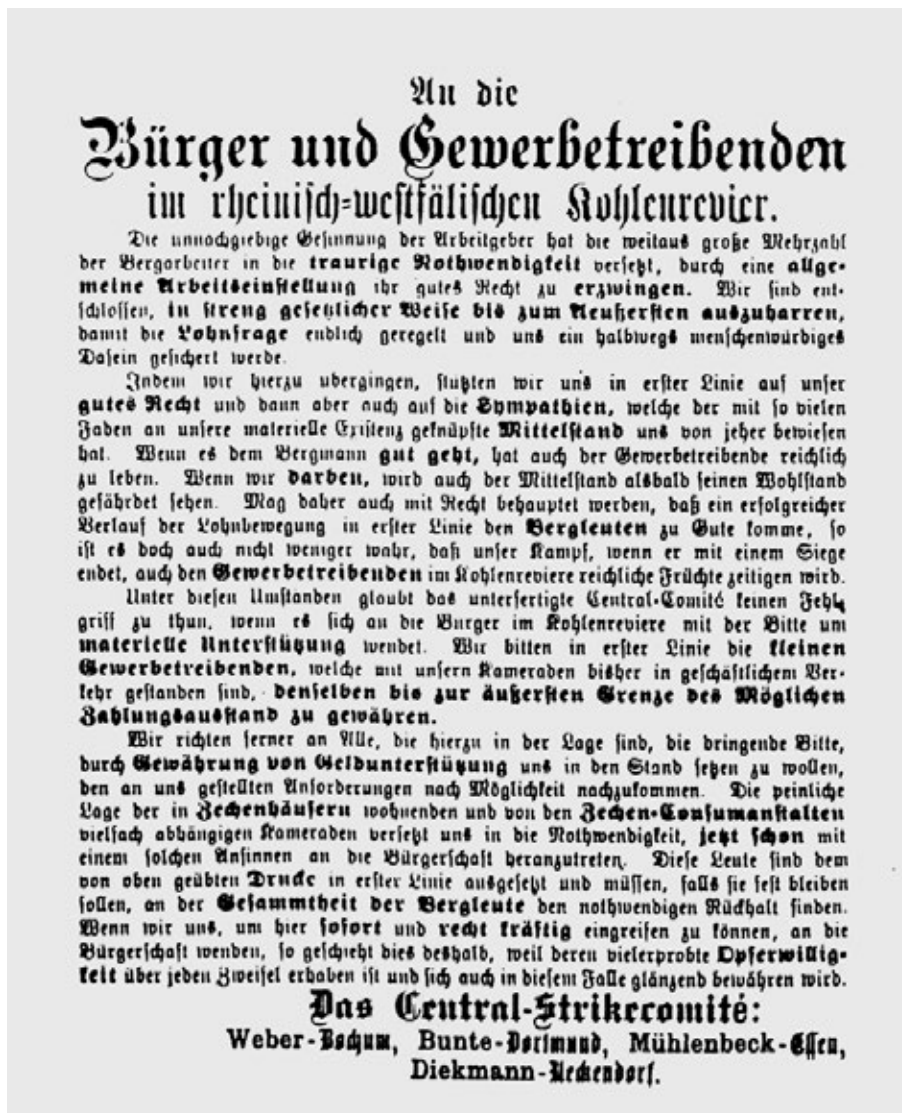 An die
Bürger und Gewerbetreibenden
im rheinisch-westfälischen Kohlenrevier.
Die unnachgiebige Gesinnung der Arbeitgeber hat die weitaus große Mehrzahl
der Bergarbeiter in die traurige Nothwendigkeit versetzt, durch eine allge-
meine Arbeitseinstellung ihr gutes Recht zu erzwingen. Wir sind ent-
schlossen, in streng gesetzlicher Weise bis zum Aeußersten auszuharren,
damit die Lohnfrage endlich geregelt und uns ein halbwegs menschenwürdiges
Dasein gesichert werde.
Indem wir hierzu übergingen, stützten wir uns in erster Linie auf unser
gutes Recht und dann aber auch auf die Sympathien, welche der mit so vielen
Fäden an unsere materielle Existenz geknüpfte Mittelstand uns von jeher bewiesen
hat. Wenn es dem Bergmann gut geht, hat auch der Gewerbetreibende reichlich
zu leben. Wenn wir darben, wird auch der Mittelstand alsbald seinen Wohlstand
gefährdet sehen. Mag daher auch mit Recht behauptet werden, daß ein erfolgreicher
Verlauf der Lohnbewegung in erster Linie den Bergleuten zu Gute komme, so
ist es doch auch nicht weniger wahr, daß unser Kampf, wenn er mit einem Siege
endet, auch den Gewerbetreibenden im Kohlenreviere reichliche Früchte zeitigen wird.
Unter diesen Umständen glaubt das unterfertigte Central-Comité keinen Fehl-
griff zu thun, wenn es sich an die Bürger im Kohlenreviere mit der Bitte um
materielle Unterstützung wendet. Wir bitten in erster Linie die kleinen
Gewerbetreibenden, welche mit unsern Kameraden bisher in geschäftlichem Ver-
kehr gestanden sind, denselben bis zur äußersten Grenze des Möglichen
Zahlungsausstand zu gewähren.
Wir richten ferner an Alle, die hierzu in der Lage sind, die dringende Bitte,
durch Gewährung von Geldunterstützung uns in den Stand setzen zu wollen,
den an uns gestellten Anforderungen nach Möglichkeit nachzukommen. Die peinliche
Lage der in Zechenhäusern wohnenden und von den Zechen-Consumanstalten
vielfach abhängigen Kameraden versetzt uns in die Nothwendigkeit, jetzt schon mit
einem solchen Ansinnen an die Bürgerschaft heranzutreten. Diese Leute sind dem
von oben geübten Drucke in erster Linie ausgesetzt und müssen, falls sie fest bleiben
sollen, an der Gesammtheit der Bergleute den nothwendigen Rückhalt finden.
Wenn wir uns, um hier sofort und recht kräftig eingreifen zu können, an die
Bürgerschaft wenden, so geschieht dies deshalb, weil deren vielerprobte Opferwillig-
keit über jeden Zweifel erhaben ist und sich auch in diesem Falle glänzend bewähren wird.
Das Central-Strikecomité:
Weber-Bochum, Bunte-Dortmund, Mühlenbeck-Essen,
Diekmann-Ueckendorf.